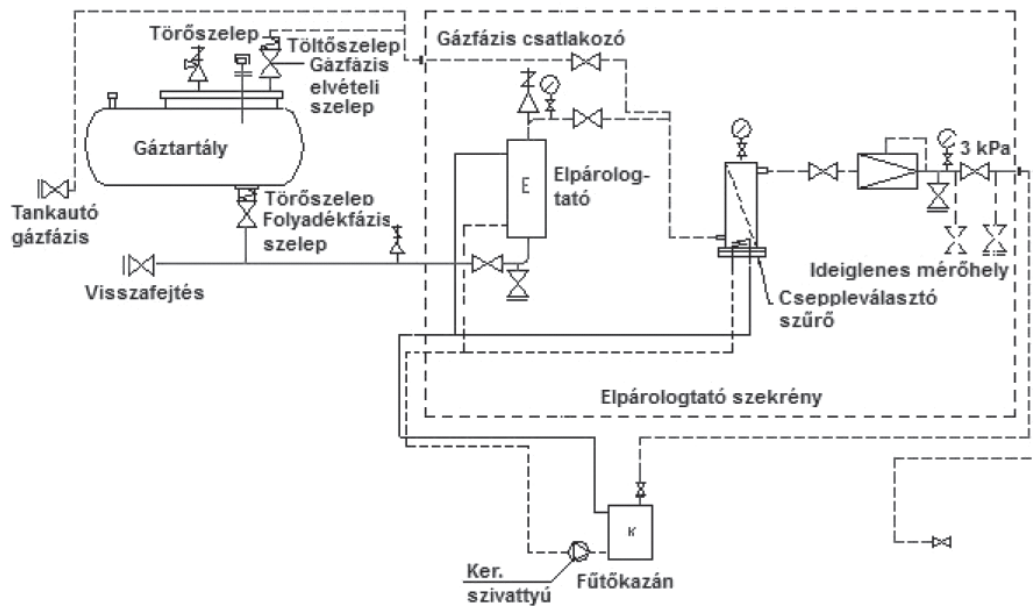 Törőszelep
Töltőszelep
Gázfázis
elvételi
szelep
Gázfázis csatlakozó
Gáztartály
Tankautó
gázfázis
Törőszelep
Folyadékfázis
szelep
Visszafejtés
E
Elpárolog-
tató
3 kPa
Ideiglenes mérőhely
Cseppleválasztó
szűrő
Elpárologtató szekrény
K
Ker.
szivattyú
Fűtőkazán